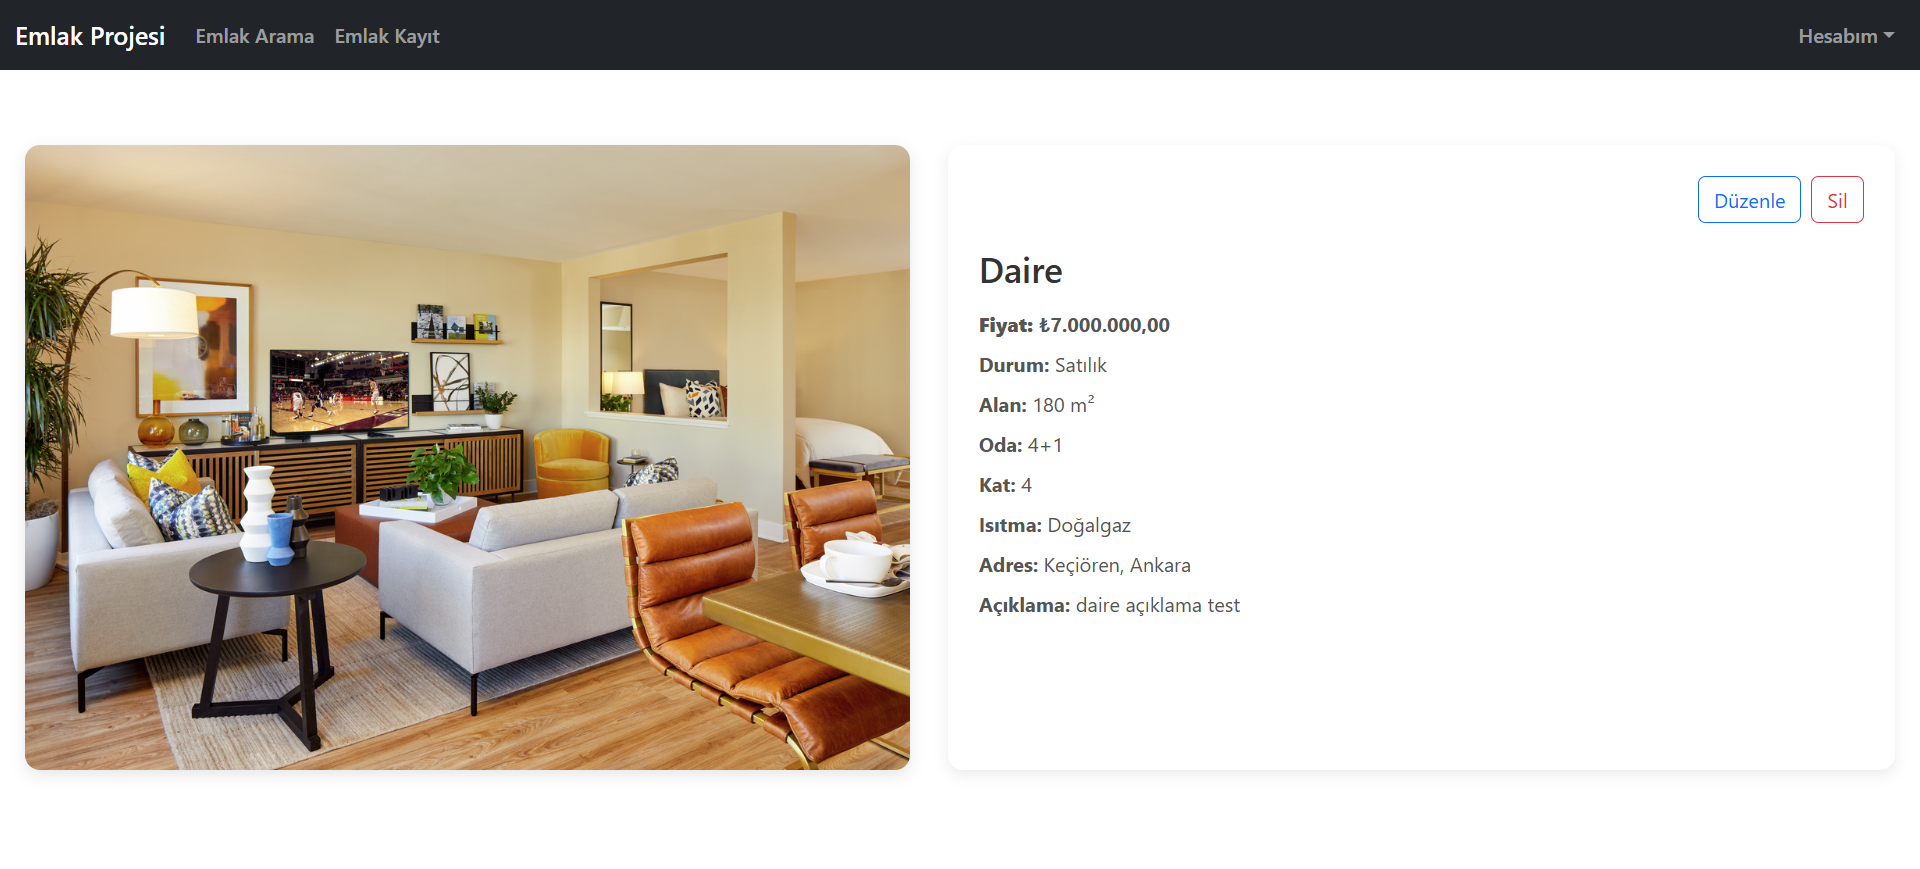 Emlak Projesi Emlak Arama Emlak Kayıt Hesabım
Düzenle Sil
Daire
Fiyat: ₺7.000.000,00
Durum: Satılık
Alan: 180 m²
Oda: 4+1
Kat: 4
Isıtma: Doğalgaz
Adres: Keçiören, Ankara
Açıklama: daire açıklama test